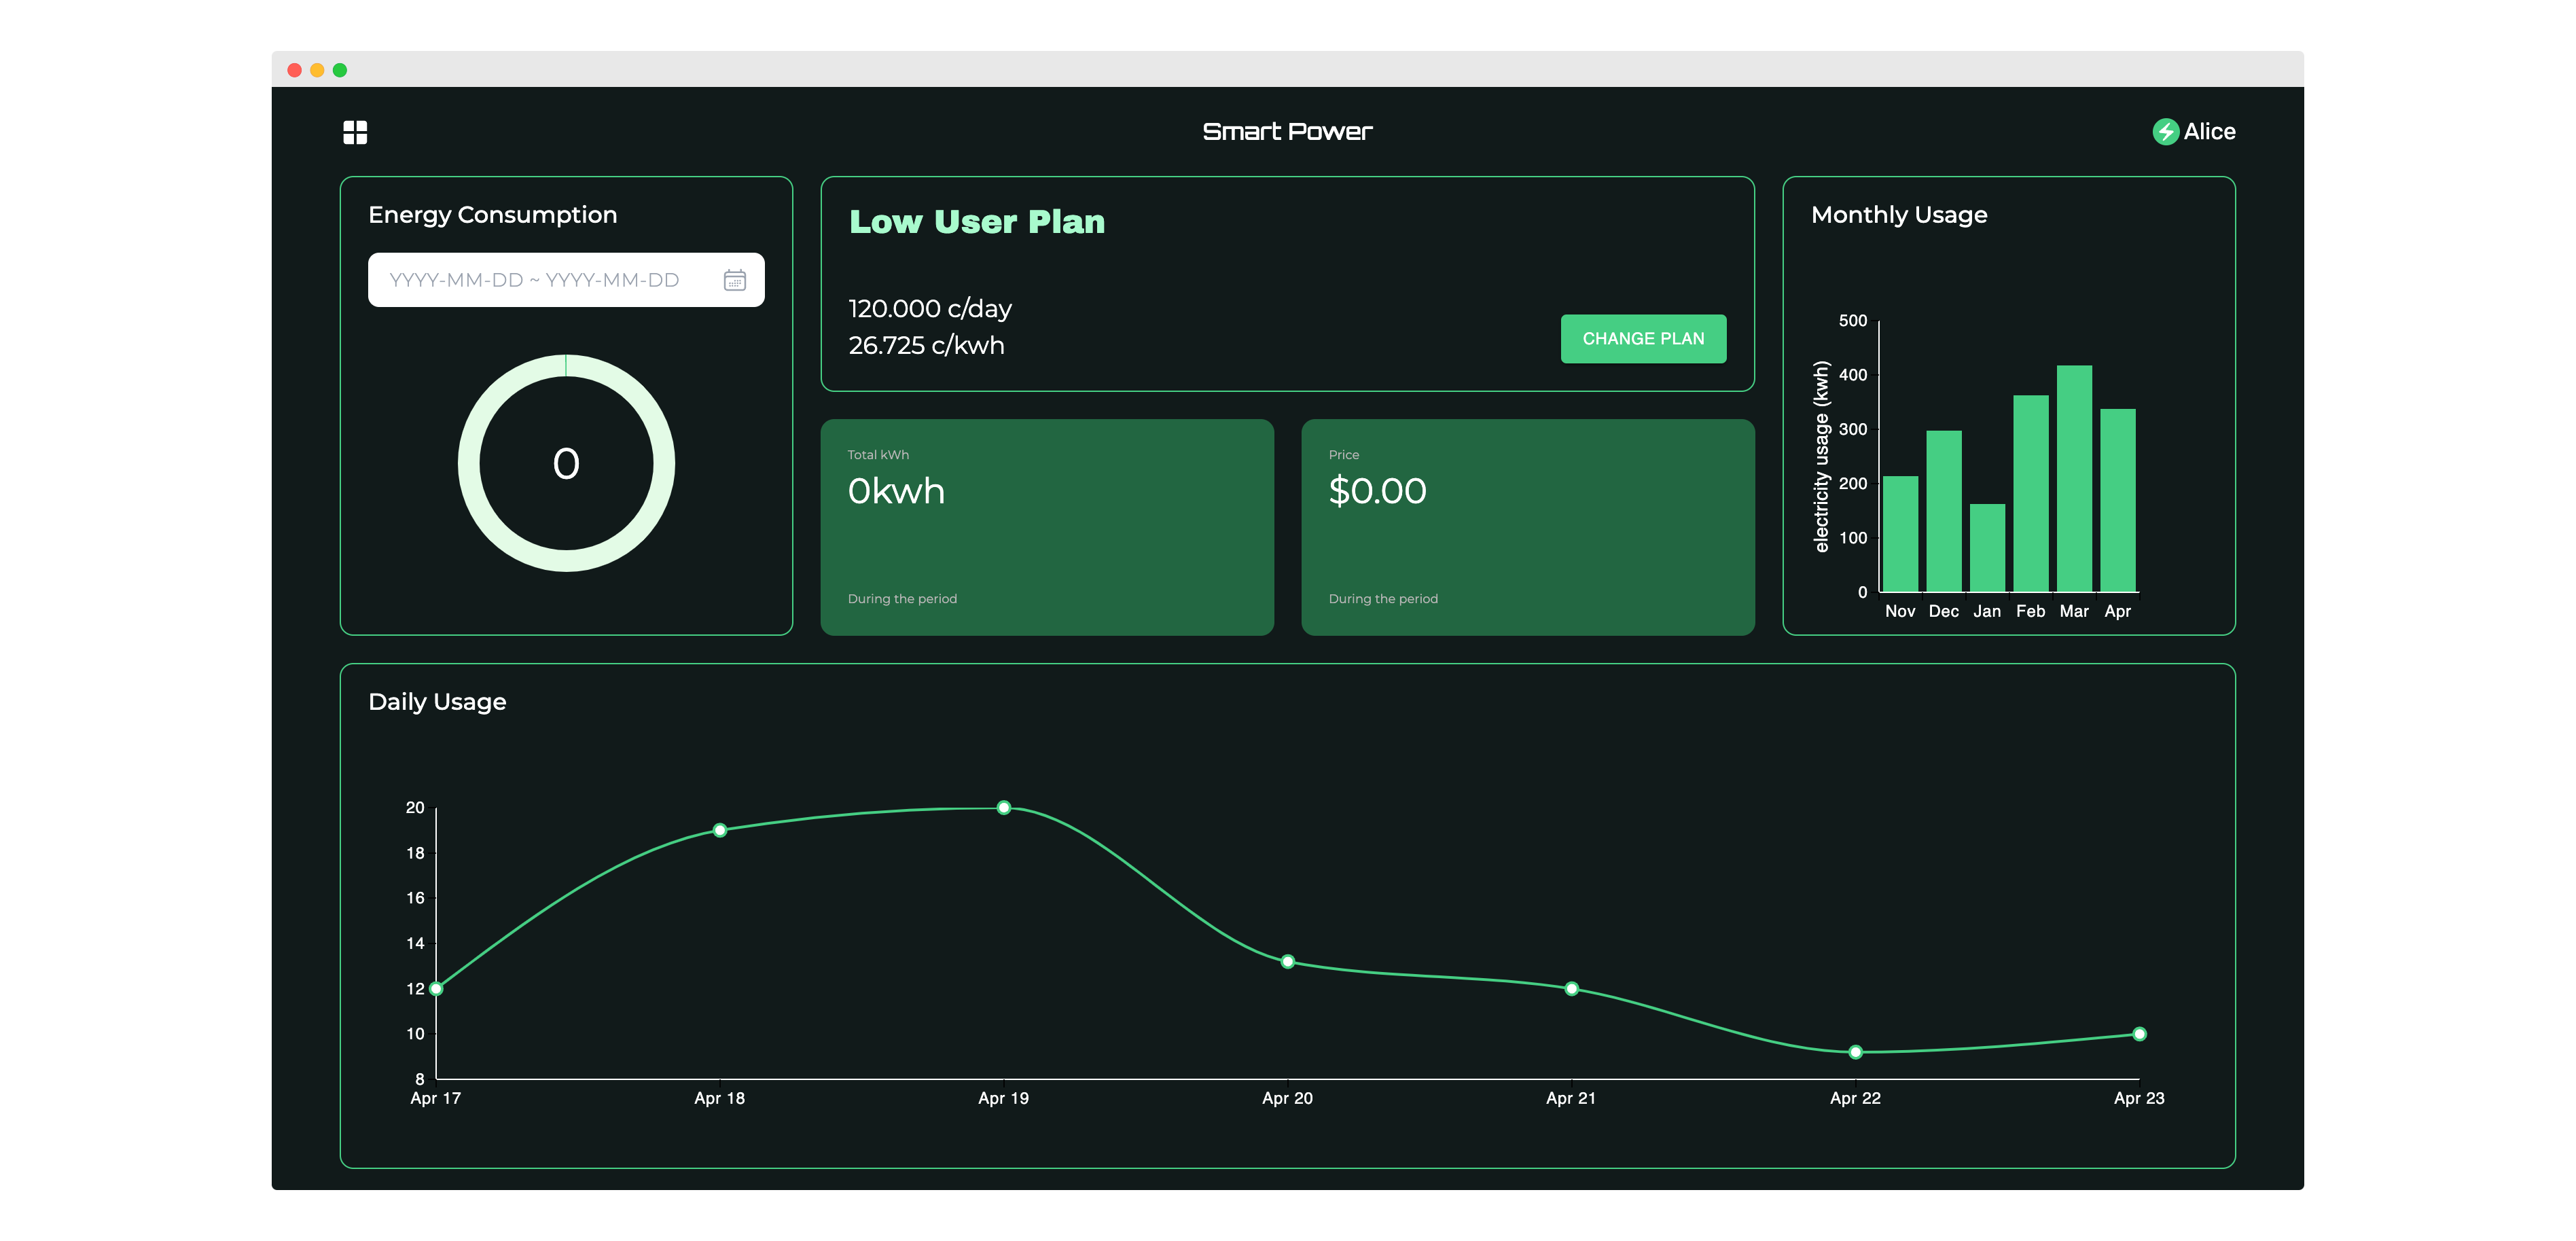 Smart Power
Alice
Energy Consumption
YYYY-MM-DD ~ YYYY-MM-DD
0
Low User Plan
120.000 c/day
26.725 c/kwh
CHANGE PLAN
Total kWh
0kwh
During the period
Price
$0.00
During the period
Monthly Usage
electricity usage (kwh)
500
400
300
200
100
0
Nov Dec Jan Feb Mar Apr
Daily Usage
20
18
16
14
12
10
8
Apr 17 Apr 18 Apr 19 Apr 20 Apr 21 Apr 22 Apr 23